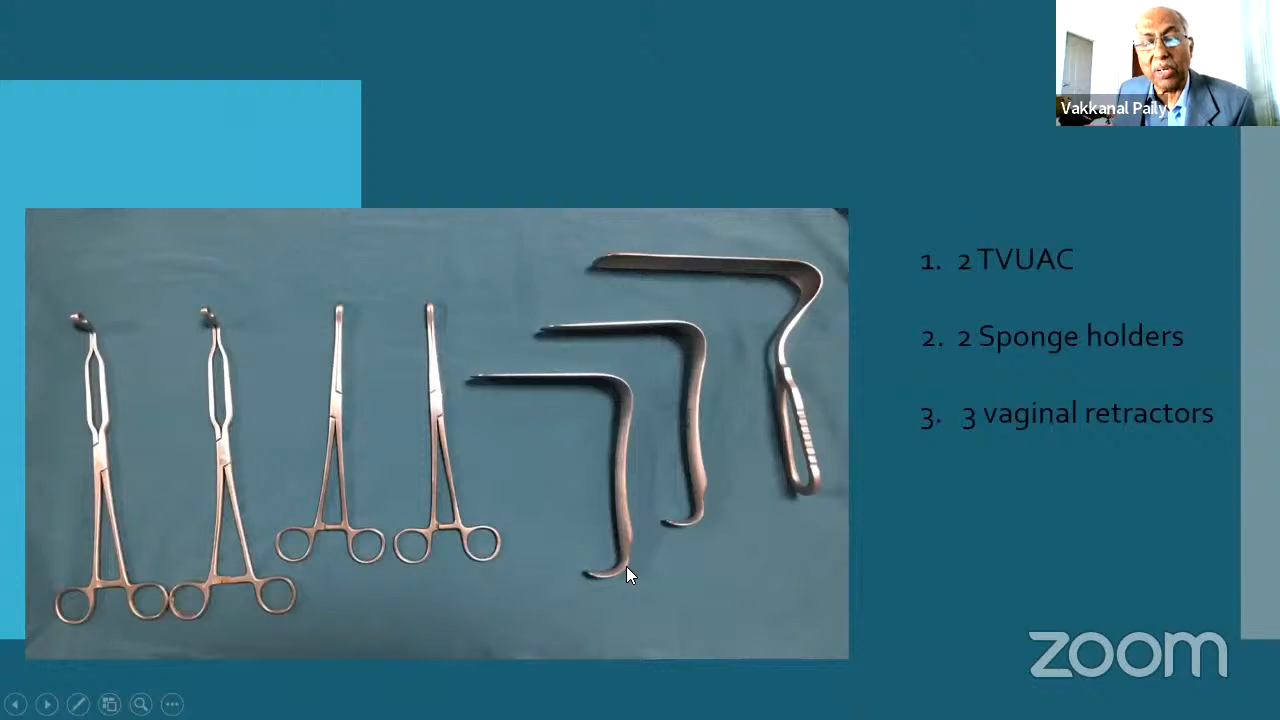 Vakkanal Paily
1. 2 TVUAC
2. 2 Sponge holders
3. 3 vaginal retractors
zoom